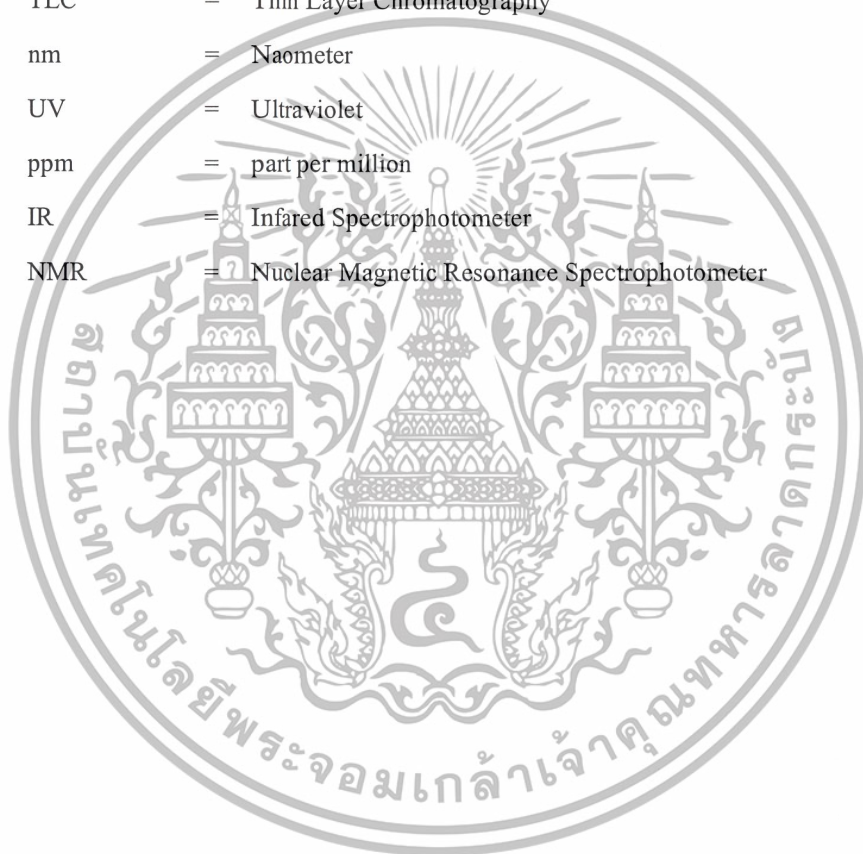 TLC = Thin Layer Chromatography
nm = Naometer
UV = Ultraviolet
ppm = part per million
IR = Infared Spectrophotometer
NMR = Nuclear Magnetic Resonance Spectrophotometer
สถาบันเทคโนโลยีพระจอมเกล้าเจ้าคุณทหารลาดกระบัง
๔